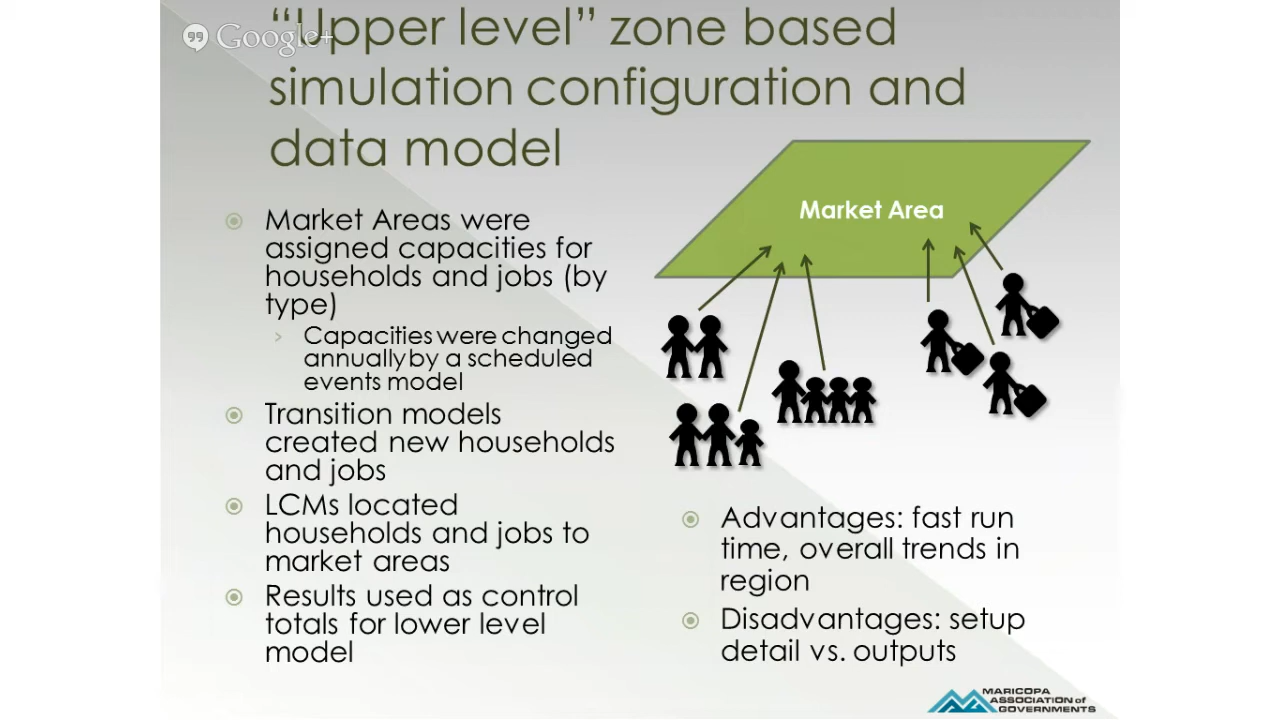 “Upper level” zone based
simulation configuration and
data model
Google+
Market Areas were
assigned capacities for
households and jobs (by
type)
Capacities were changed
annually by a scheduled
events model
Transition models
created new households
and jobs
LCMs located
households and jobs to
market areas
Results used as control
totals for lower level
model
Market Area
Advantages: fast run
time, overall trends in
region
Disadvantages: setup
detail vs. outputs
MARICOPA
ASSOCIATION of
GOVERNMENTS